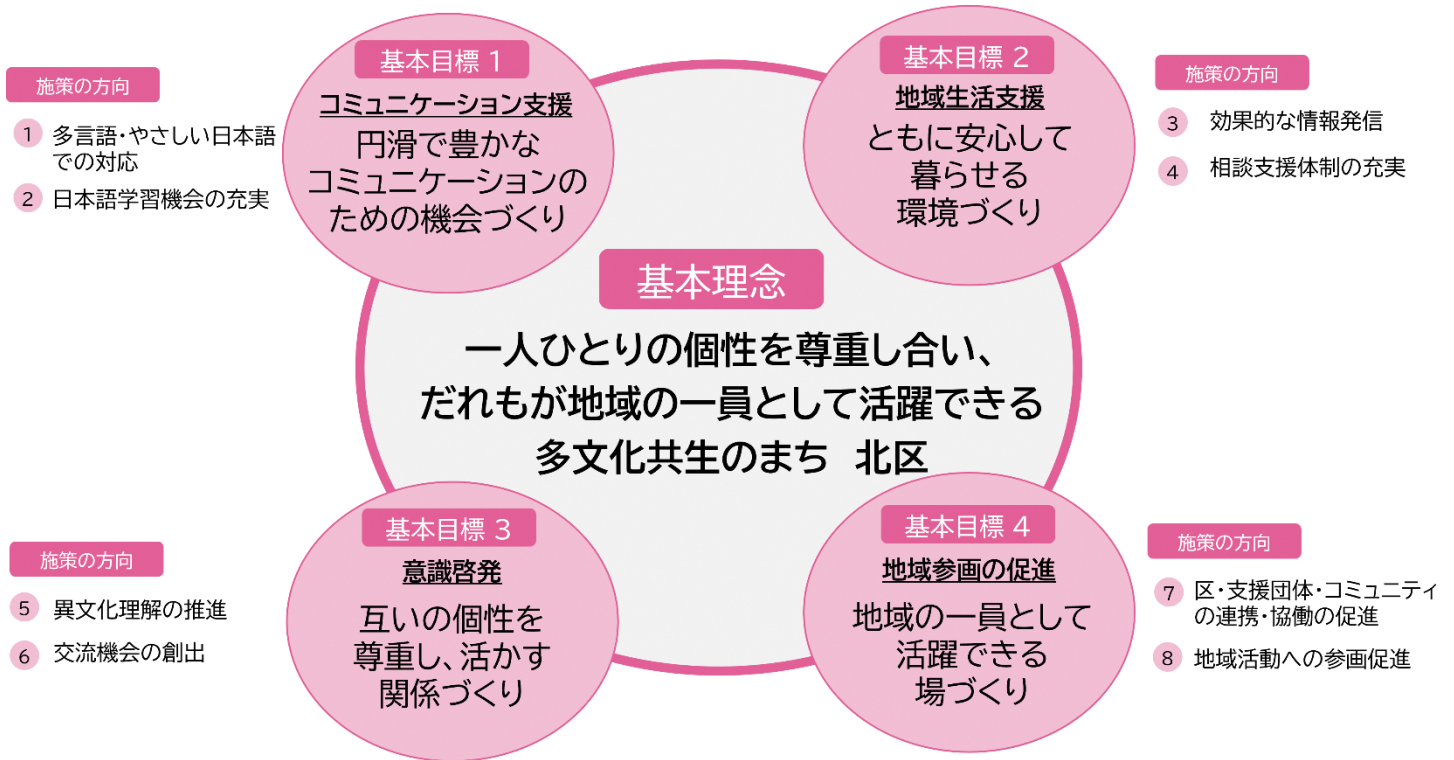 基本目標 1
コミュニケーション支援
円滑で豊かな
コミュニケーションの
ための機会づくり
施策の方向
1 多言語・やさしい日本語
での対応
2 日本語学習機会の充実
基本目標 2
地域生活支援
ともに安心して
暮らせる
環境づくり
施策の方向
3 効果的な情報発信
4 相談支援体制の充実
基本理念
一人ひとりの個性を尊重し合い、
だれもが地域の一員として活躍できる
多文化共生のまち 北区
基本目標 3
意識啓発
互いの個性を
尊重し、活かす
関係づくり
施策の方向
5 異文化理解の推進
6 交流機会の創出
基本目標 4
地域参画の促進
地域の一員として
活躍できる
場づくり
施策の方向
7 区・支援団体・コミュニティ
の連携・協働の促進
8 地域活動への参画促進